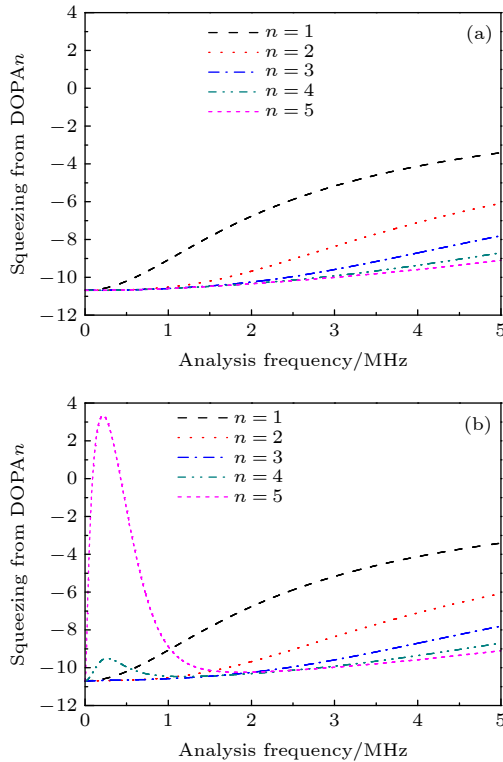 4
(a)
n = 1
n = 2
n = 3
n = 4
n = 5
2
0
−2
−4
−6
−8
−10
−12
Squeezing from DOPAn
0
1
2
3
4
5
Analysis frequency/MHz
4
(b)
n = 1
n = 2
n = 3
n = 4
n = 5
2
0
−2
−4
−6
−8
−10
−12
Squeezing from DOPAn
0
1
2
3
4
5
Analysis frequency/MHz